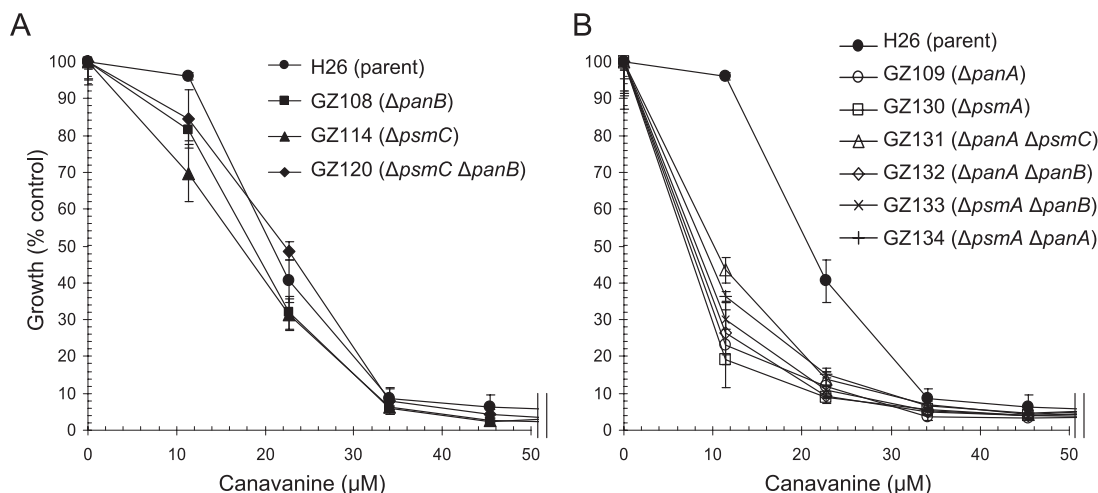 A
B
H26 (parent)
GZ108 (ΔpanB)
GZ114 (ΔpsmC)
GZ120 (ΔpsmC ΔpanB)
H26 (parent)
GZ109 (ΔpanA)
GZ130 (ΔpsmA)
GZ131 (ΔpanA ΔpsmC)
GZ132 (ΔpanA ΔpanB)
GZ133 (ΔpsmA ΔpanB)
GZ134 (ΔpsmA ΔpanA)
Growth (% control)
100
90
80
70
60
50
40
30
20
10
0
0 10 20 30 40 50
Canavanine (µM)
100
90
80
70
60
50
40
30
20
10
0
0 10 20 30 40 50
Canavanine (µM)